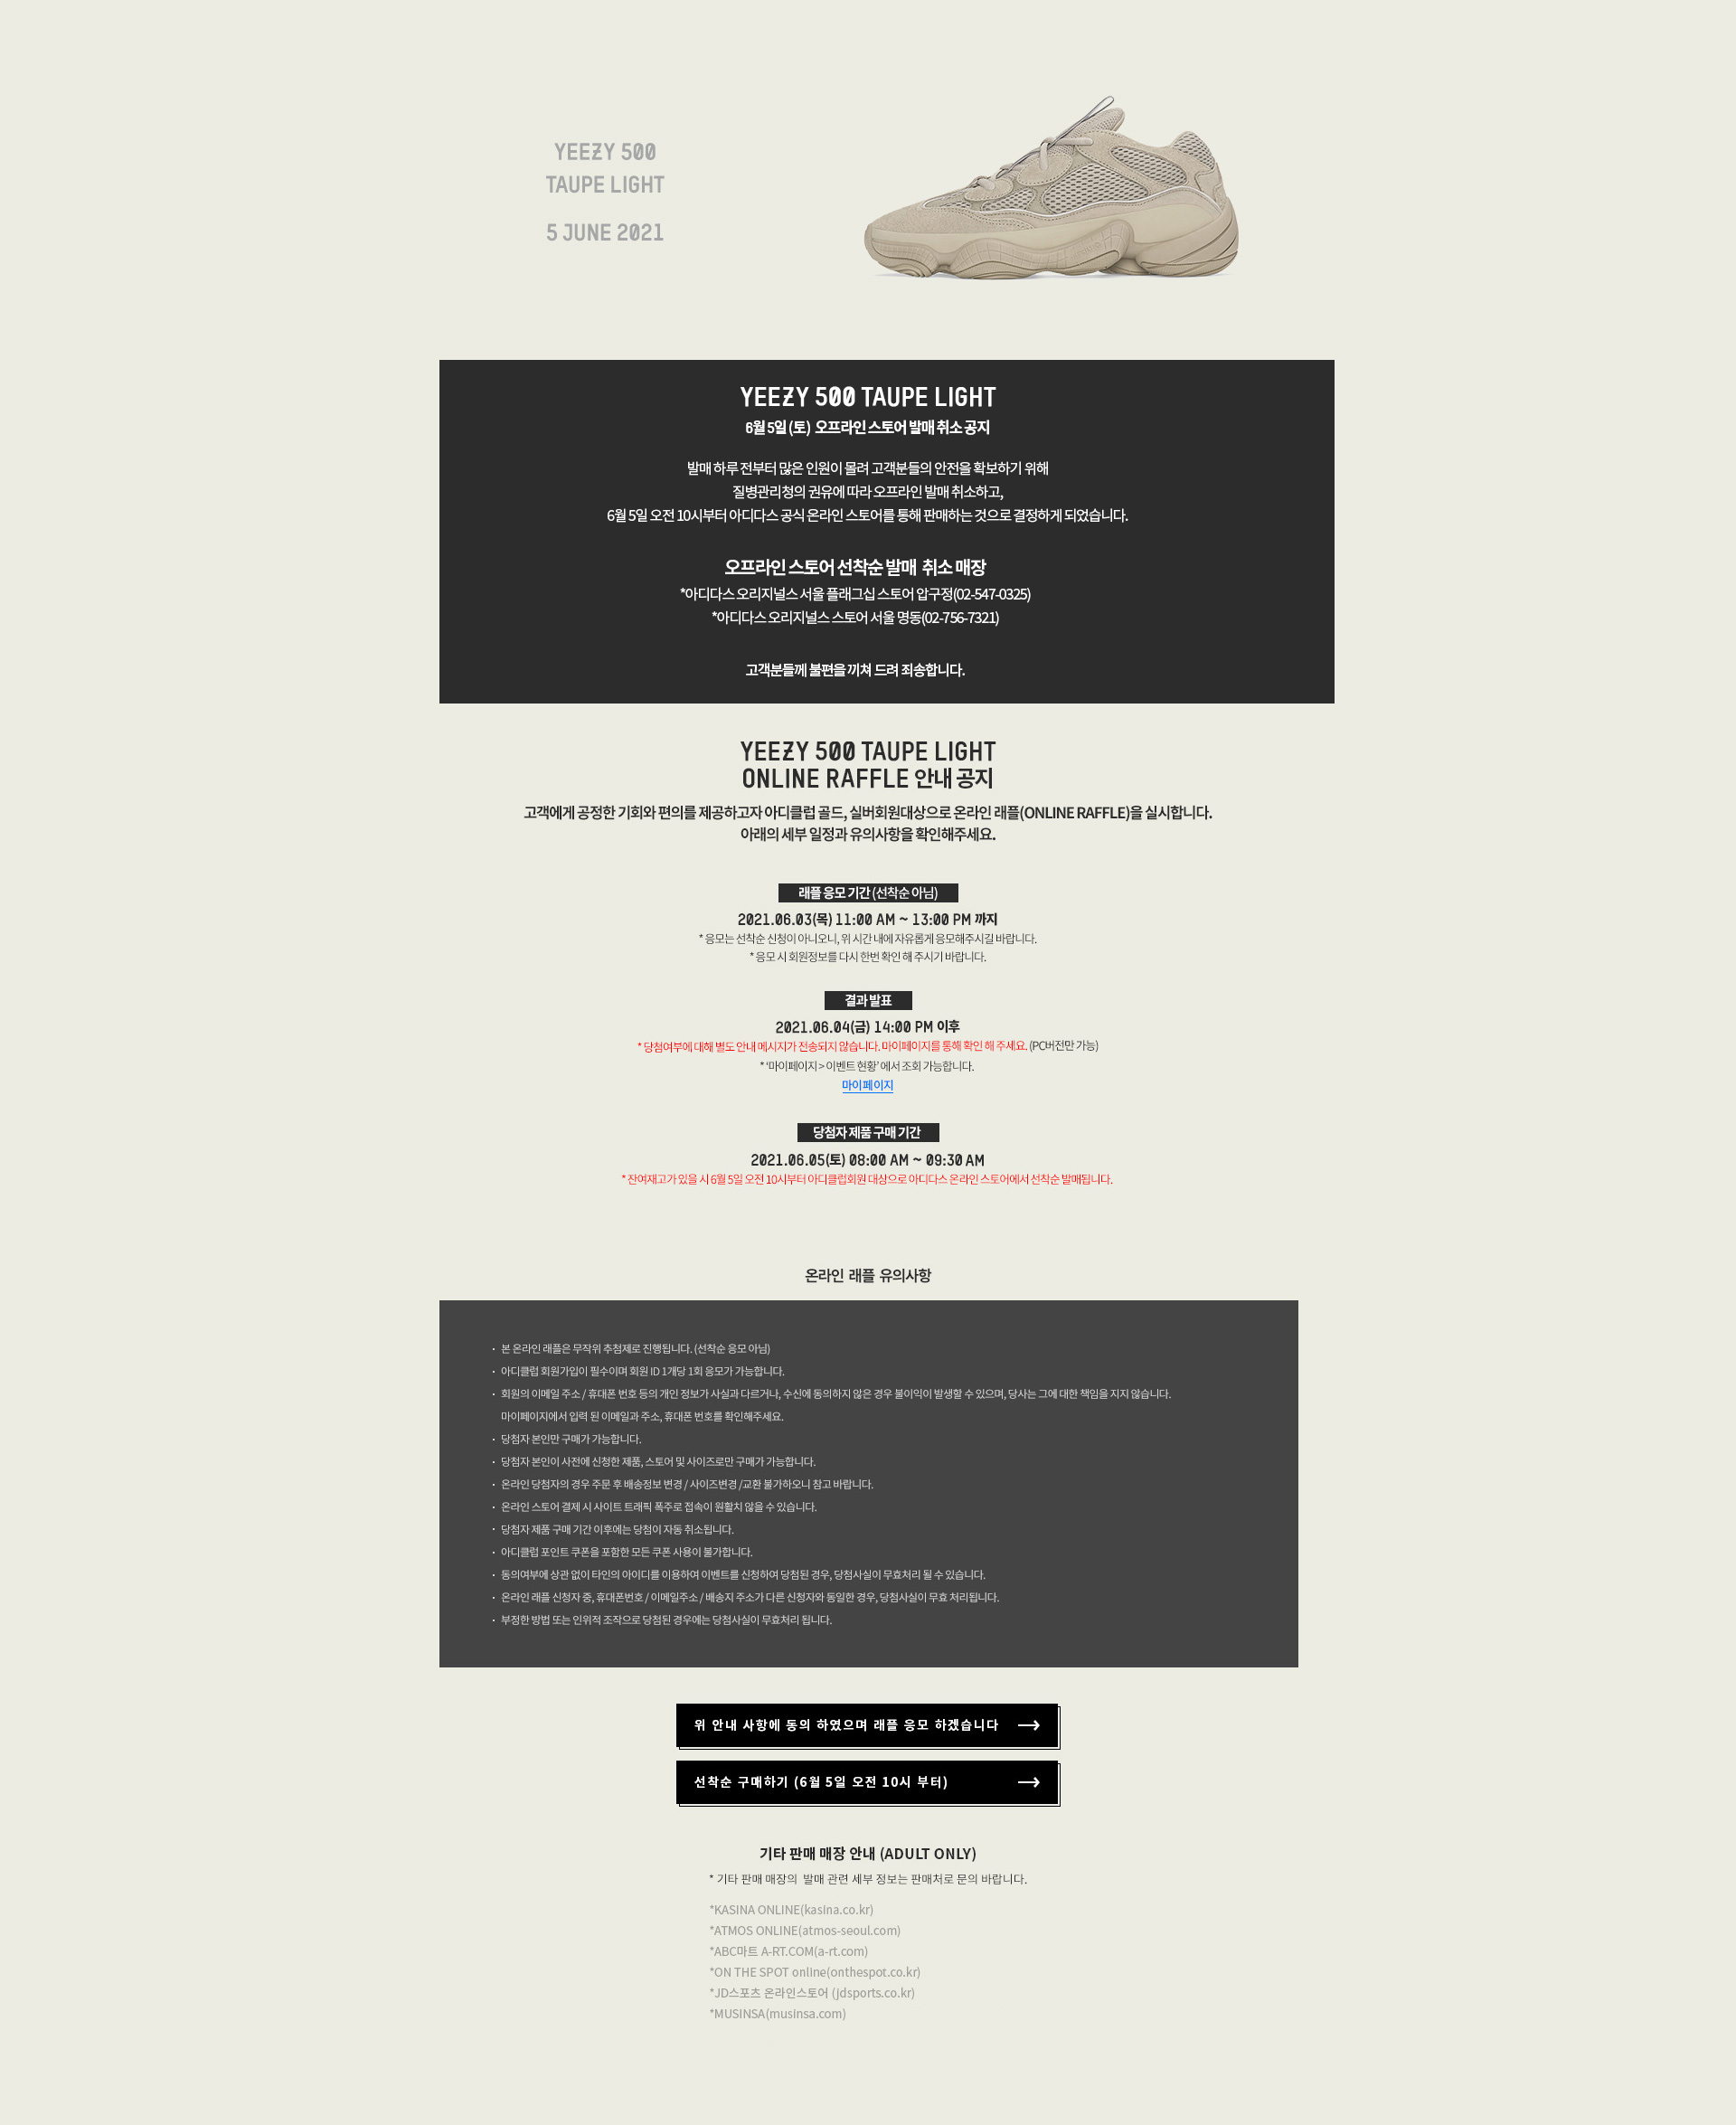 YEEZY 500
TAUPE LIGHT
5 JUNE 2021
YEEZY 500 TAUPE LIGHT
6월 5일 (토) 오프라인 스토어 발매 취소 공지
발매 하루 전부터 많은 인원이 몰려 고객분들의 안전을 확보하기 위해
질병관리청의 권유에 따라 오프라인 발매 취소하고,
6월 5일 오전 10시부터 아디다스 공식 온라인 스토어를 통해 판매하는 것으로 결정하게 되었습니다.
오프라인 스토어 선착순 발매 취소 매장
*아디다스 오리지널스 서울 플래그십 스토어 압구정(02-547-0325)
*아디다스 오리지널스 스토어 서울 명동(02-756-7321)
고객분들께 불편을 끼쳐 드려 죄송합니다.
YEEZY 500 TAUPE LIGHT
ONLINE RAFFLE 안내 공지
고객에게 공정한 기회와 편의를 제공하고자 아디클럽 골드, 실버회원대상으로 온라인 래플(ONLINE RAFFLE)을 실시합니다.
아래의 세부 일정과 유의사항을 확인해주세요.
래플 응모 기간 (선착순 아님)
2021.06.03(목) 11:00 AM ~ 13:00 PM 까지
* 응모는 선착순 신청이 아니오니, 위 시간 내에 자유롭게 응모해주시길 바랍니다.
* 응모 시 회원정보를 다시 한번 확인 해 주시기 바랍니다.
결과 발표
2021.06.04(금) 14:00 PM 이후
* 당첨여부에 대해 별도 안내 메시지가 전송되지 않습니다. 마이페이지를 통해 확인 해 주세요. (PC버전만 가능)
* ‘마이페이지 > 이벤트 현황’ 에서 조회 가능합니다.
마이페이지
당첨자 제품 구매 기간
2021.06.05(토) 08:00 AM ~ 09:30 AM
* 잔여재고가 있을 시 6월 5일 오전 10시부터 아디클럽회원 대상으로 아디다스 온라인 스토어에서 선착순 발매됩니다.
온라인 래플 유의사항
· 본 온라인 래플은 무작위 추첨제로 진행됩니다. (선착순 응모 아님)
· 아디클럽 회원가입이 필수이며 회원 ID 1개당 1회 응모가 가능합니다.
· 회원의 이메일 주소 / 휴대폰 번호 등의 개인 정보가 사실과 다르거나, 수신에 동의하지 않은 경우 불이익이 발생할 수 있으며, 당사는 그에 대한 책임을 지지 않습니다.
마이페이지에서 입력 된 이메일과 주소, 휴대폰 번호를 확인해주세요.
· 당첨자 본인만 구매가 가능합니다.
· 당첨자 본인이 사전에 신청한 제품, 스토어 및 사이즈로만 구매가 가능합니다.
· 온라인 당첨자의 경우 주문 후 배송정보 변경 / 사이즈변경 /교환 불가하오니 참고 바랍니다.
· 온라인 스토어 결제 시 사이트 트래픽 폭주로 접속이 원활치 않을 수 있습니다.
· 당첨자 제품 구매 기간 이후에는 당첨이 자동 취소됩니다.
· 아디클럽 포인트 쿠폰을 포함한 모든 쿠폰 사용이 불가합니다.
· 동의여부에 상관 없이 타인의 아이디를 이용하여 이벤트를 신청하여 당첨된 경우, 당첨사실이 무효처리 될 수 있습니다.
· 온라인 래플 신청자 중, 휴대폰번호 / 이메일주소 / 배송지 주소가 다른 신청자와 동일한 경우, 당첨사실이 무효 처리됩니다.
· 부정한 방법 또는 인위적 조작으로 당첨된 경우에는 당첨사실이 무효처리 됩니다.
위 안내 사항에 동의 하였으며 래플 응모 하겠습니다
선착순 구매하기 (6월 5일 오전 10시 부터)
기타 판매 매장 안내 (ADULT ONLY)
* 기타 판매 매장의 발매 관련 세부 정보는 판매처로 문의 바랍니다.
*KASINA ONLINE(kasina.co.kr)
*ATMOS ONLINE(atmos-seoul.com)
*ABC마트 A-RT.COM(a-rt.com)
*ON THE SPOT online(onthespot.co.kr)
*JD스포츠 온라인스토어 (jdsports.co.kr)
*MUSINSA(musinsa.com)